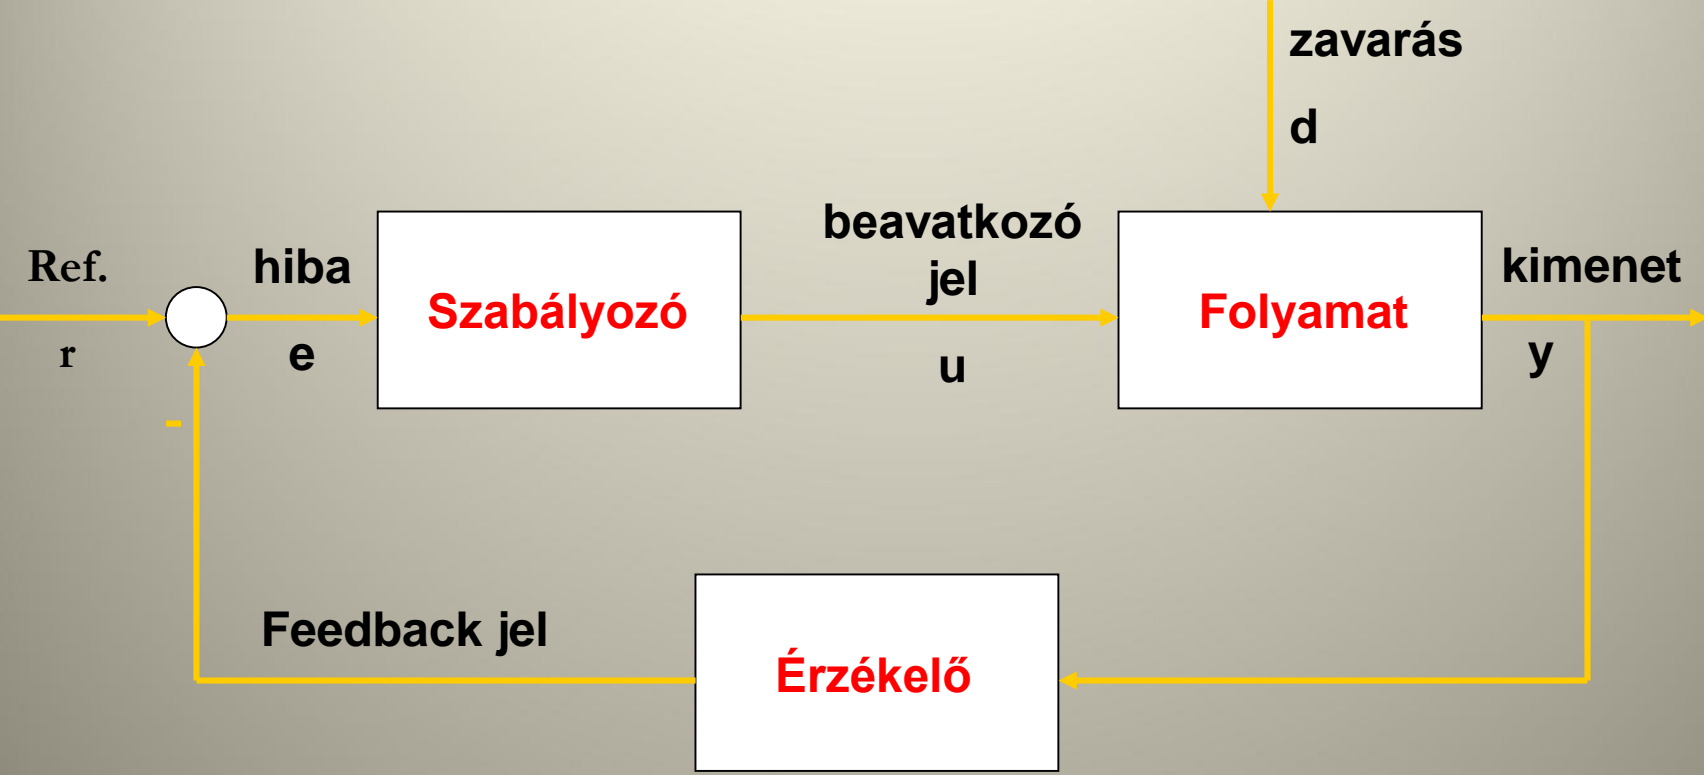 zavarás
d
beavatkozó
jel
u
Ref.
r
hiba
e
Szabályozó
Folyamat
kimenet
y
-
Feedback jel
Érzékelő